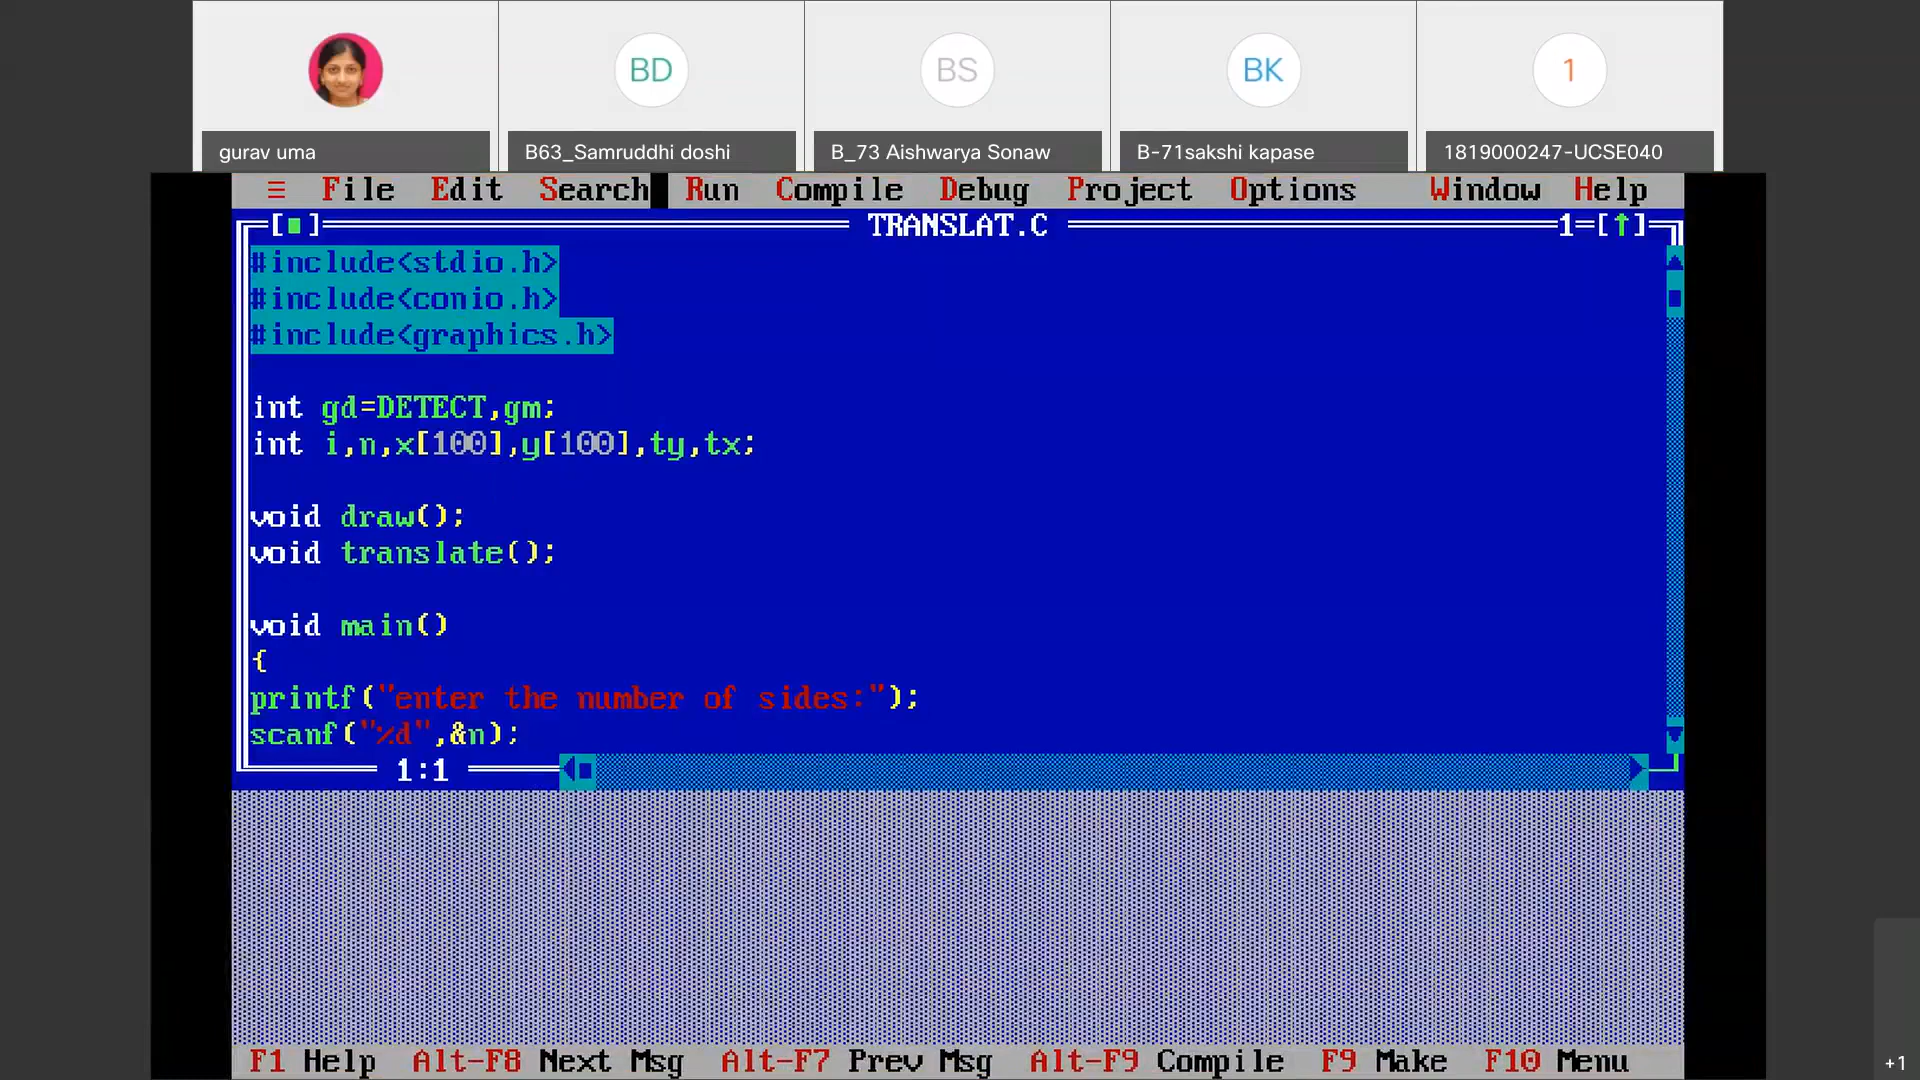 BD
BS
BK
1
gurav uma
B63_Samruddhi doshi
B_73 Aishwarya Sonaw
B-71sakshi kapase
1819000247-UCSE040
≡ File Edit Search Run Compile Debug Project Options Window Help
[■] TRANSLAT.C 1=[↑]
#include<stdio.h>
#include<conio.h>
#include<graphics.h>
int gd=DETECT,gm;
int i,n,x[100],y[100],ty,tx;
void draw();
void translate();
void main()
{
printf("enter the number of sides:");
scanf("%d",&n);
1:1
F1 Help Alt-F8 Next Msg Alt-F7 Prev Msg Alt-F9 Compile F9 Make F10 Menu
+1